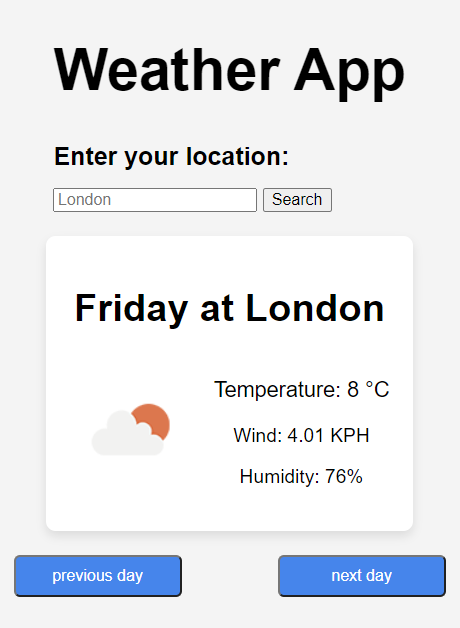 Weather App
Enter your location:
London Search
Friday at London
Temperature: 8 °C
Wind: 4.01 KPH
Humidity: 76%
previous day next day